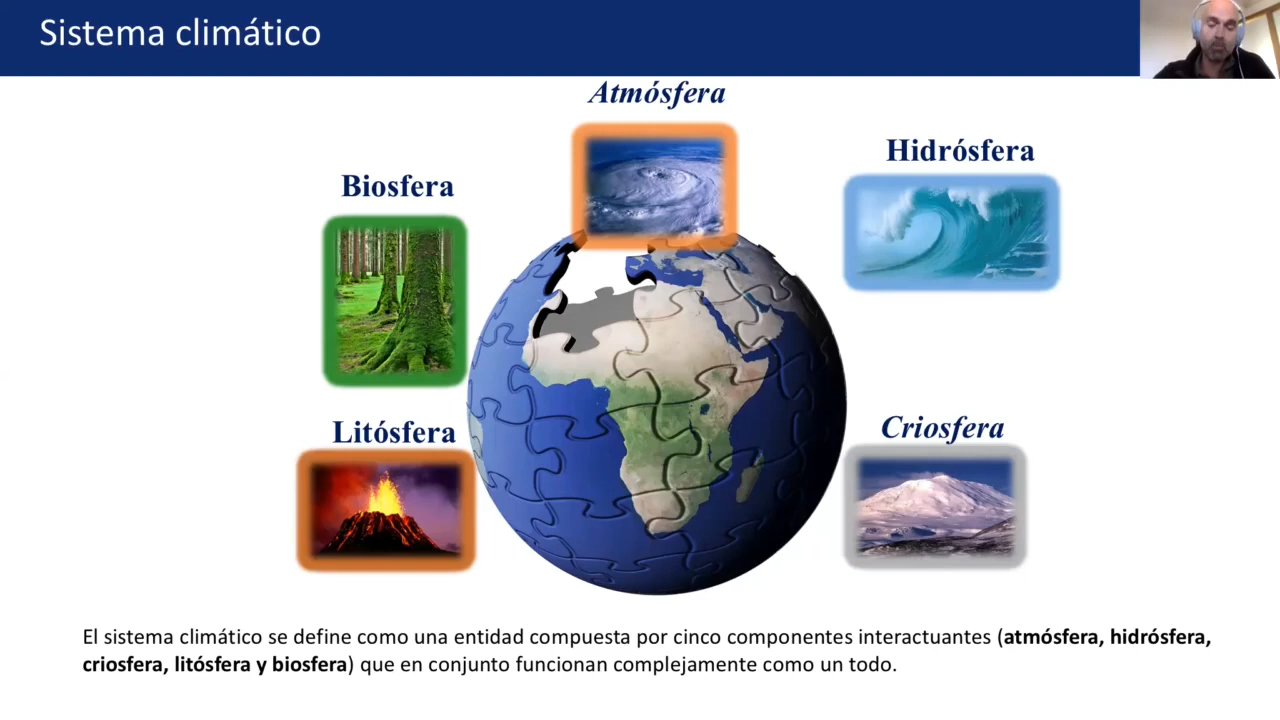 Sistema climático
Atmósfera
Hidrósfera
Biosfera
Litósfera
Criosfera
El sistema climático se define como una entidad compuesta por cinco componentes interactuantes (atmósfera, hidrósfera,
criosfera, litósfera y biosfera) que en conjunto funcionan complejamente como un todo.